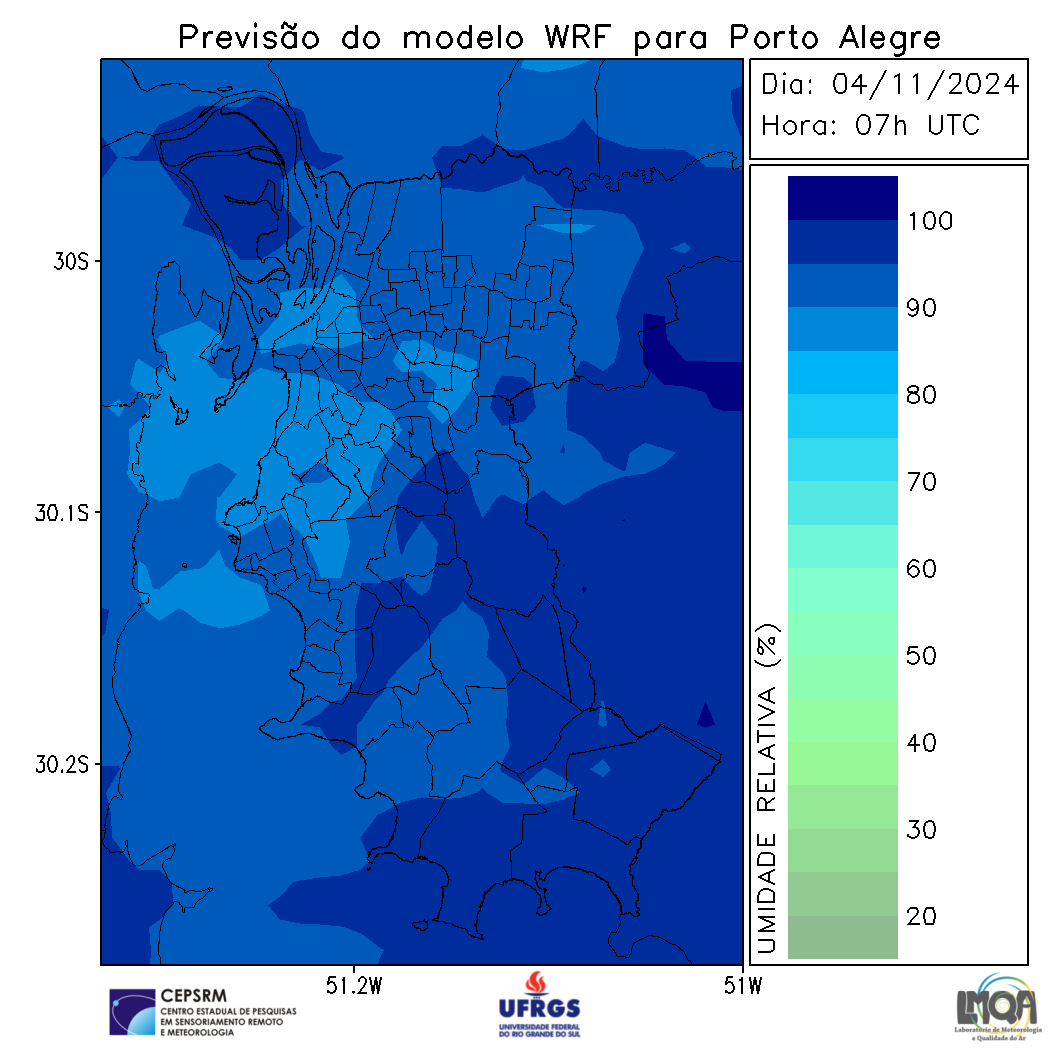 Previsão do modelo WRF para Porto Alegre
Dia: 04/11/2024
Hora: 07h UTC
30S
30.1S
30.2S
51.2W
51W
100
90
80
70
60
50
40
30
20
UMIDADE RELATIVA (%)
CEPSRM
CENTRO ESTADUAL DE PESQUISAS
EM SENSORIAMENTO REMOTO
E METEOROLOGIA
UFRGS
UNIVERSIDADE FEDERAL
DO RIO GRANDE DO SUL
LMQA
Laboratório de Meteorologia
e Qualidade do Ar